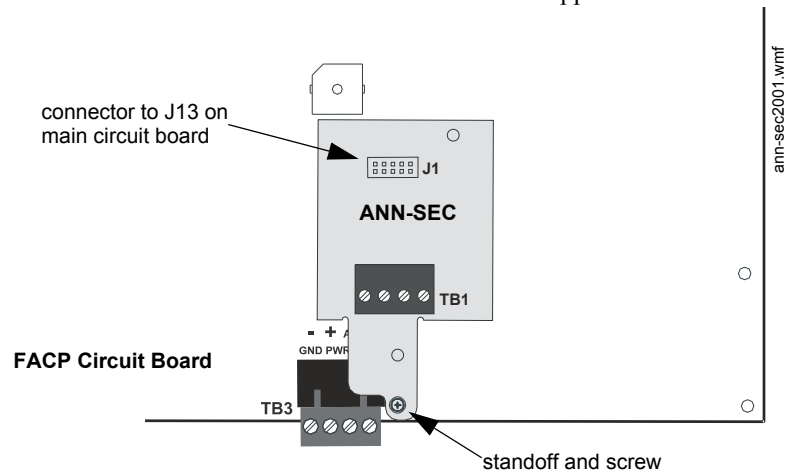 ann-sec2001.wmf
connector to J13 on
main circuit board
J1
ANN-SEC
TB1
- + A
GND PWR
FACP Circuit Board
TB3
standoff and screw